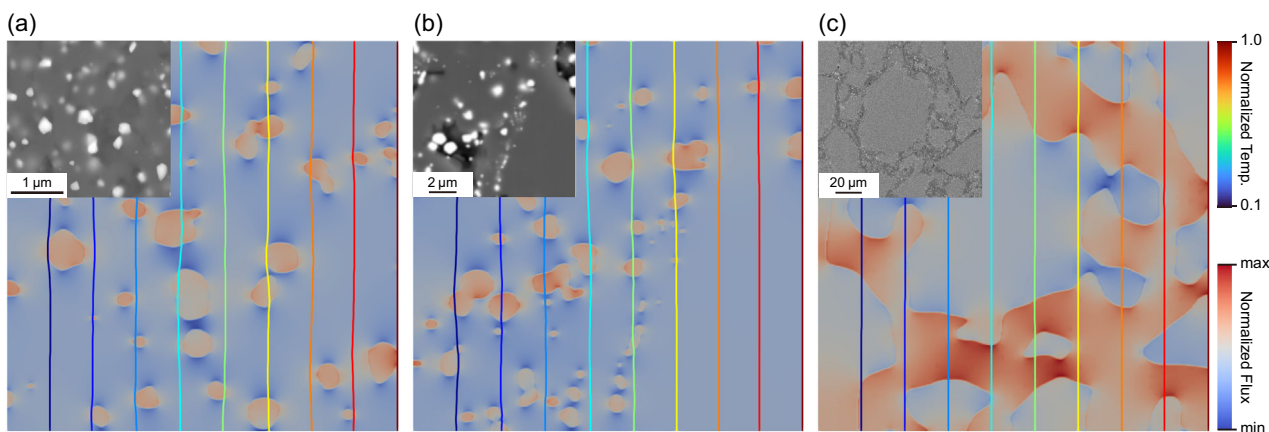 (a)
(b)
(c)
1 µm
2 µm
20 µm
1.0
Normalized Temp.
0.1
max
Normalized Flux
min